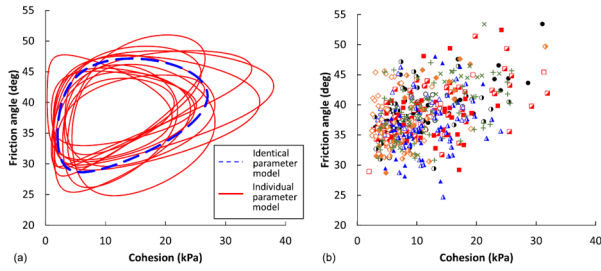 55
50
45
40
35
30
25
20
Friction angle (deg)
0
10
20
30
40
Cohesion (kPa)
Identical
parameter
model
Individual
parameter
model
(a)
55
50
45
40
35
30
25
20
Friction angle (deg)
0
10
20
30
40
Cohesion (kPa)
(b)